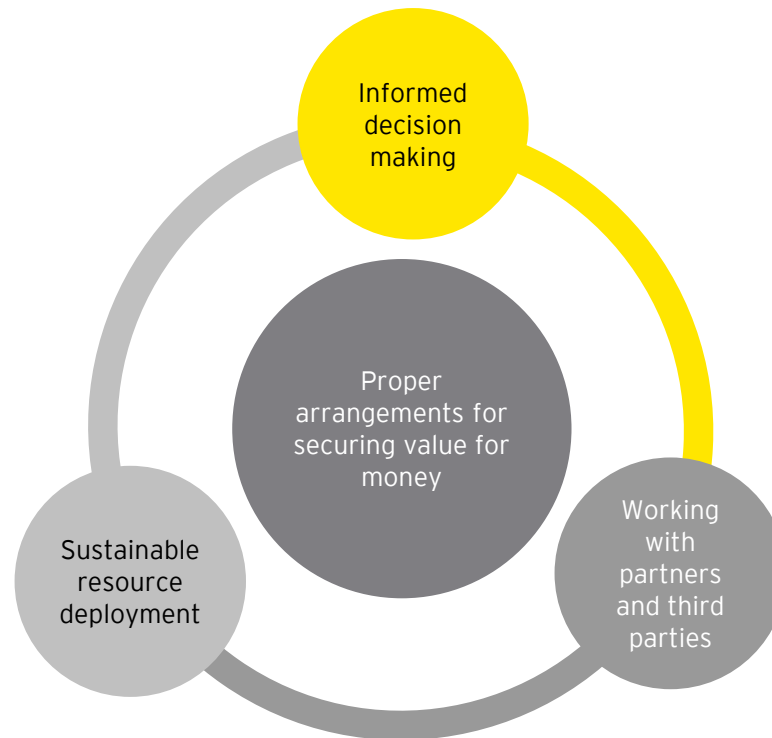 Informed
decision
making
Proper
arrangements for
securing value for
money
Sustainable
resource
deployment
Working
with
partners
and third
parties